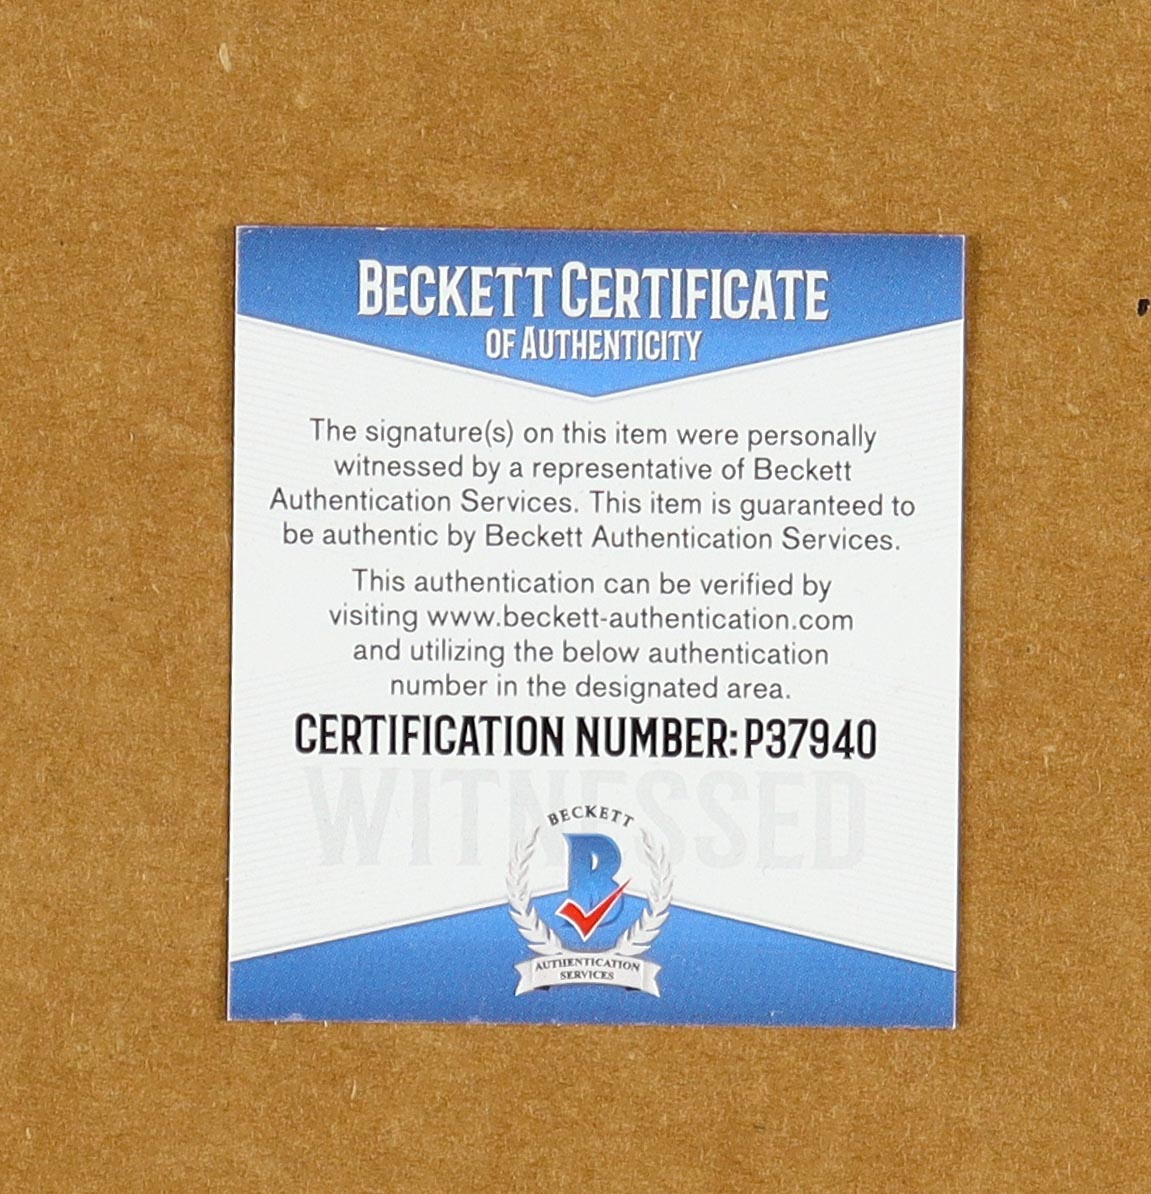 BECKETT CERTIFICATE
OF AUTHENTICITY
The signature(s) on this item were personally
witnessed by a representative of Beckett
Authentication Services. This item is guaranteed to
be authentic by Beckett Authentication Services.
This authentication can be verified by
visiting www.beckett-authentication.com
and utilizing the below authentication
number in the designated area.
CERTIFICATION NUMBER: P37940
WITNESSED
BECKETT
B
AUTHENTICATION
SERVICES